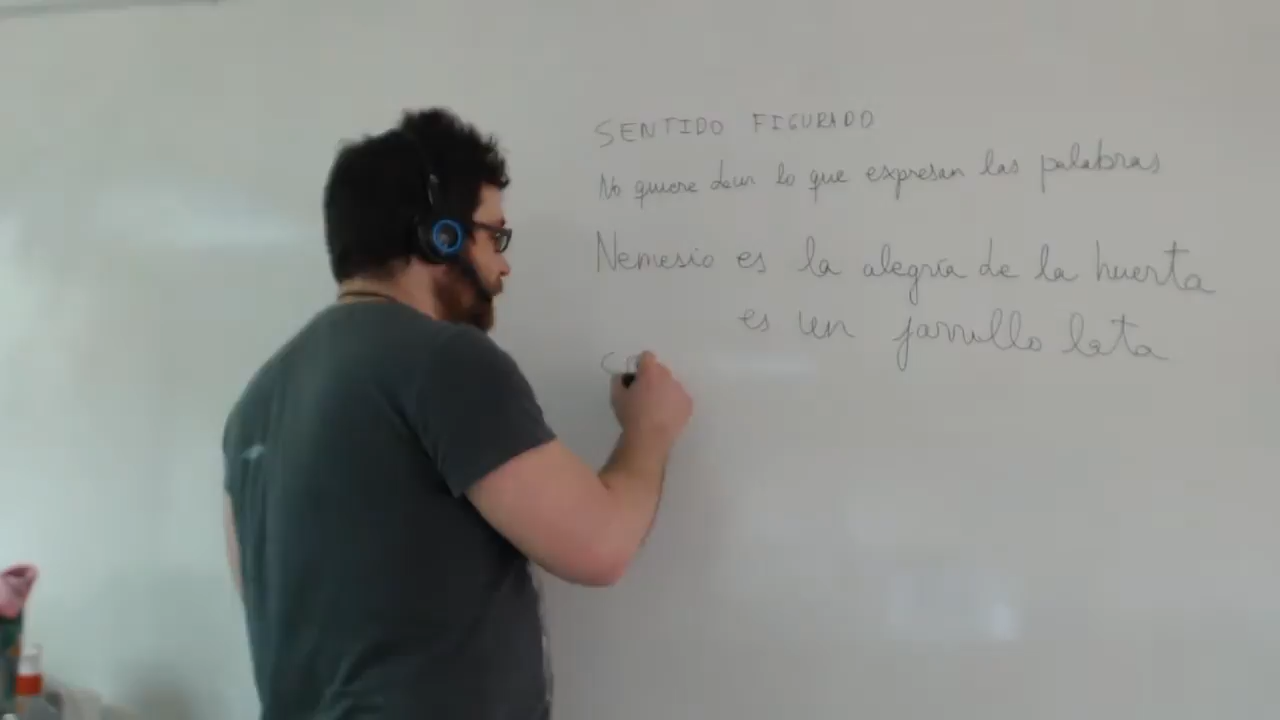 SENTIDO FIGURADO
No quiere decir lo que expresan las palabras
Nemesio es la alegría de la huerta
es un jarrillo lata